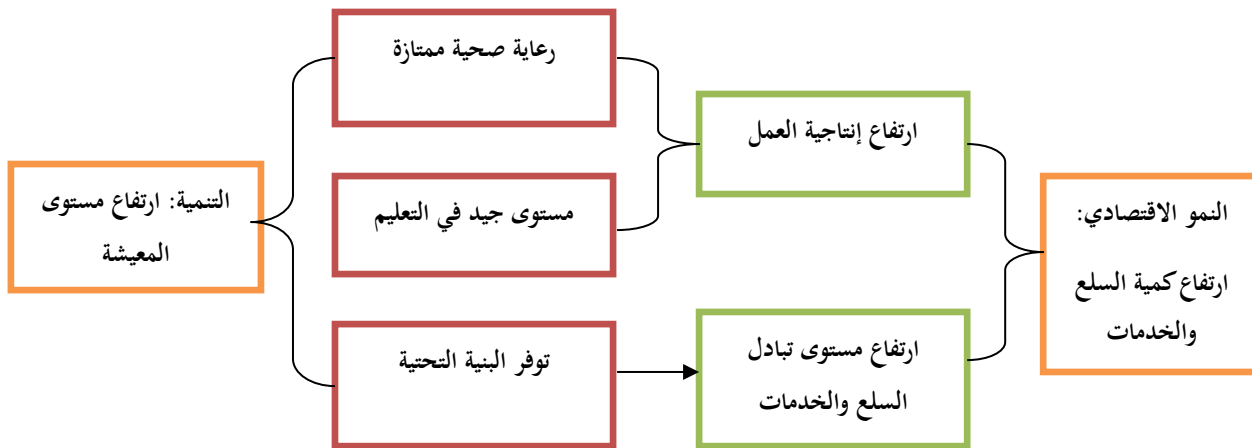 رعاية صحية ممتازة
ارتفاع إنتاجية العمل
التنمية: ارتفاع مستوى
المعيشة
مستوى جيد في التعليم
النمو الاقتصادي:
ارتفاع كمية السلع
والخدمات
توفر البنية التحتية
ارتفاع مستوى تبادل
السلع والخدمات